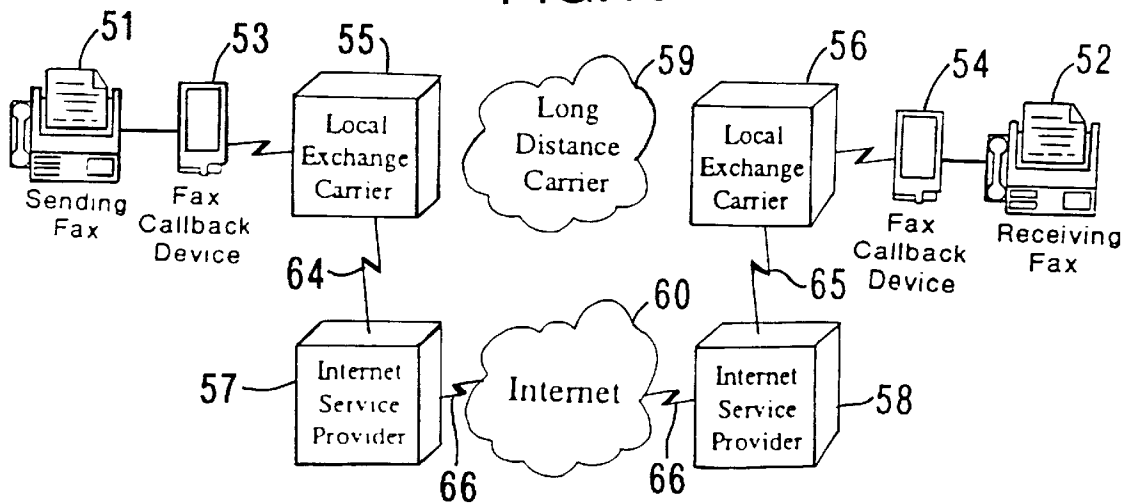 51
53
55
59
56
54
52
Local
Exchange
Carrier
Long
Distance
Carrier
Local
Exchange
Carrier
Sending
Fax
Fax
Callback
Device
Fax
Callback
Device
Receiving
Fax
64
65
60
57
Internet
Service
Provider
Internet
Internet
Service
Provider
58
66
66